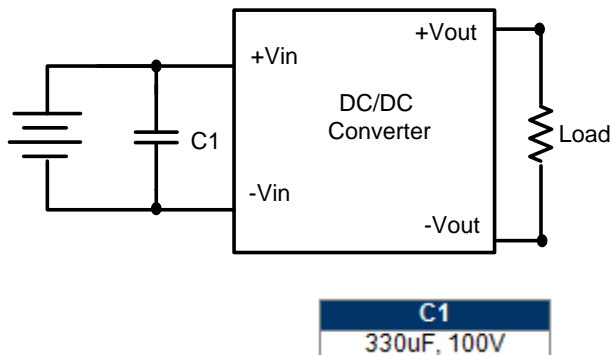 +Vin
+Vout
DC/DC
Converter
C1
Load
-Vin
-Vout
C1
330uF, 100V